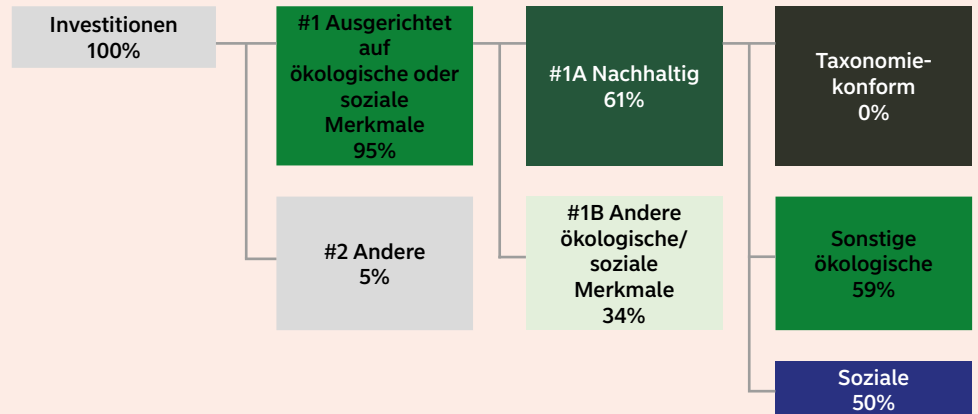 Investitionen
100%
#1 Ausgerichtet
auf
ökologische oder
soziale
Merkmale
95%
#2 Andere
5%
#1A Nachhaltig
61%
#1B Andere
ökologische/
soziale
Merkmale
34%
Taxonomie-
konform
0%
Sonstige
ökologische
59%
Soziale
50%